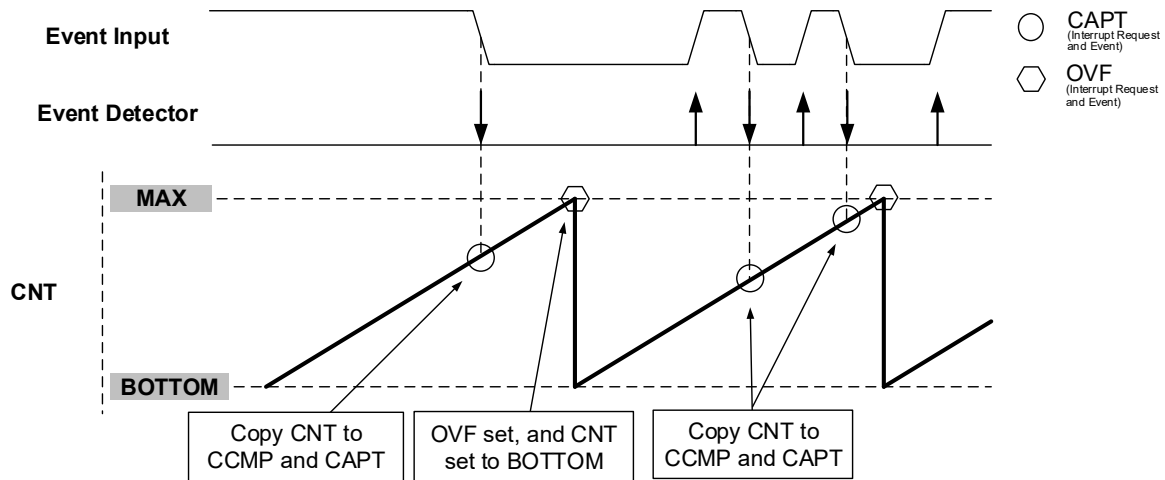 Event Input
CAPT
(Interrupt Request
and Event)
OVF
(Interrupt Request
and Event)
Event Detector
MAX
CNT
BOTTOM
Copy CNT to
CCMP and CAPT
OVF set, and CNT
set to BOTTOM
Copy CNT to
CCMP and CAPT